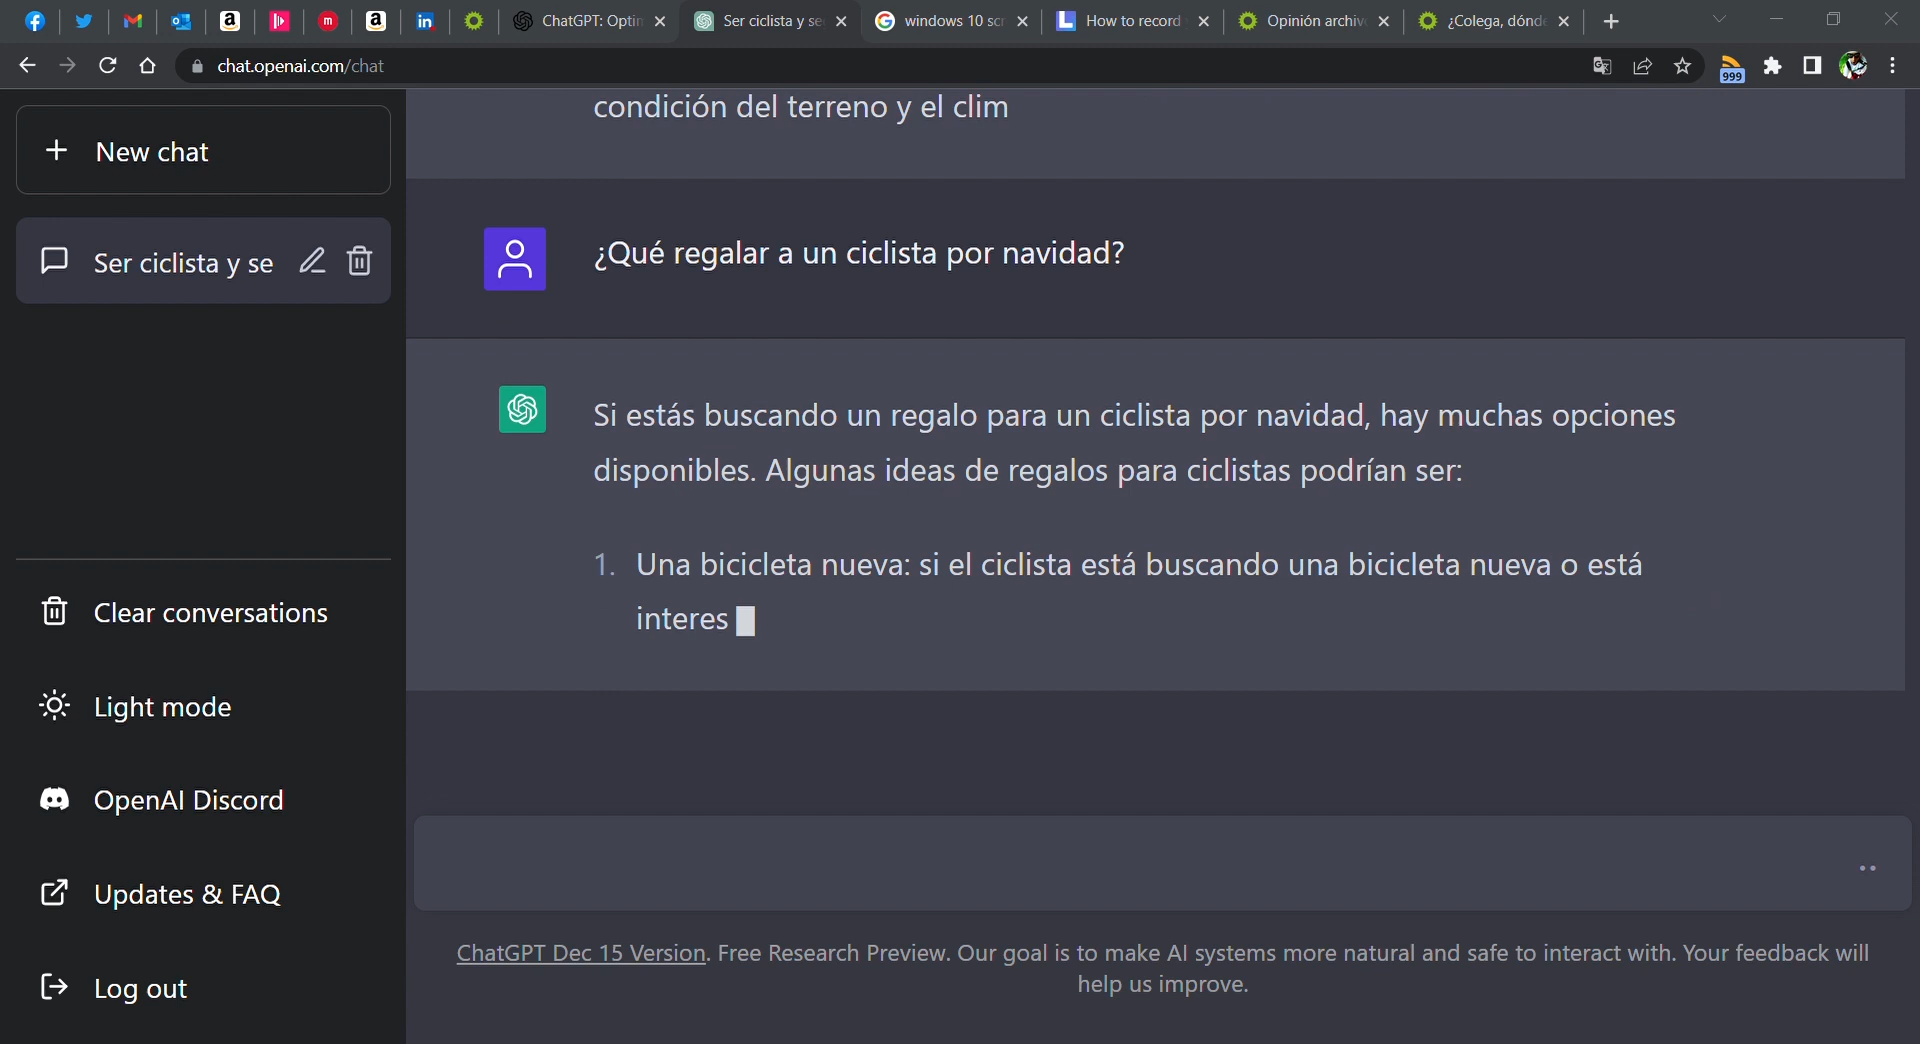 ChatGPT: Optim
Ser ciclista y se
windows 10 scr
How to record
Opinión archiv
¿Colega, dónde
chat.openai.com/chat
999
condición del terreno y el clim
New chat
¿Qué regalar a un ciclista por navidad?
Ser ciclista y se
Si estás buscando un regalo para un ciclista por navidad, hay muchas opciones
disponibles. Algunas ideas de regalos para ciclistas podrían ser:
1. Una bicicleta nueva: si el ciclista está buscando una bicicleta nueva o está
interes
Clear conversations
Light mode
OpenAI Discord
Updates & FAQ
Log out
ChatGPT Dec 15 Version. Free Research Preview. Our goal is to make AI systems more natural and safe to interact with. Your feedback will
help us improve.